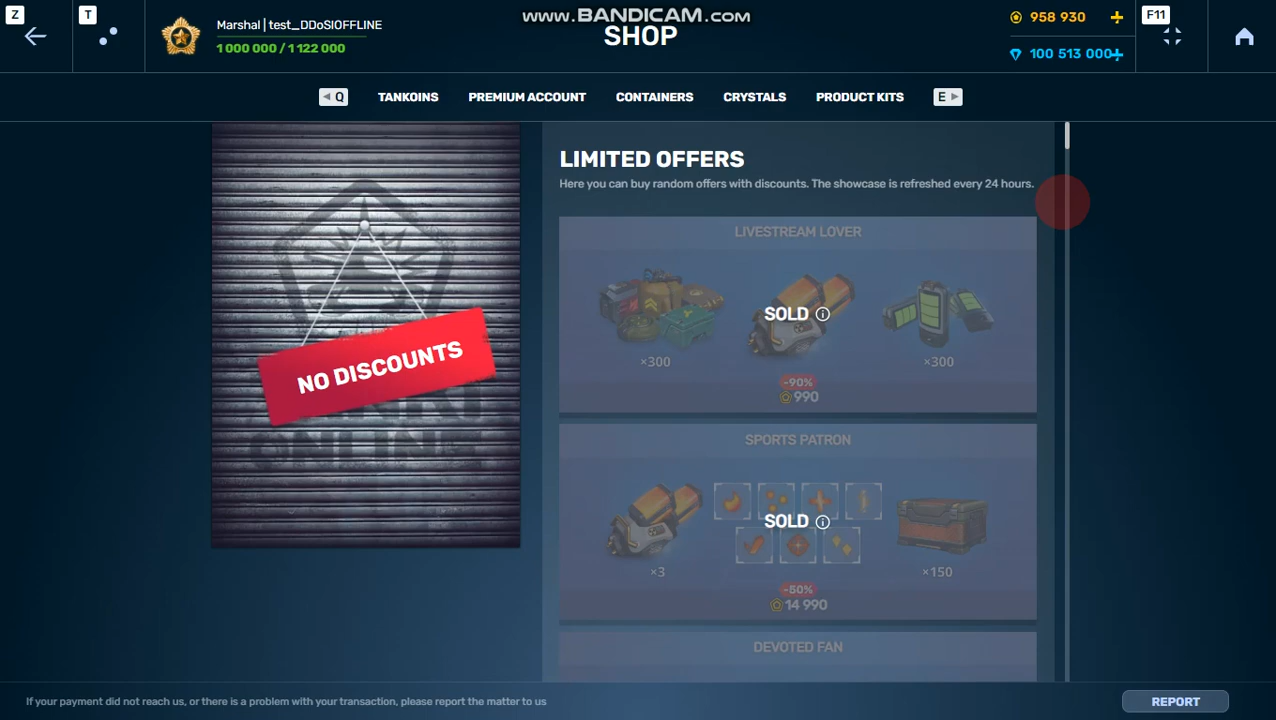 Z
T
Marshal | test_DDoSIOFFLINE
1 000 000 / 1 122 000
www.BANDICAM.com
SHOP
958 930
100 513 000
F11
Q
TANKOINS
PREMIUM ACCOUNT
CONTAINERS
CRYSTALS
PRODUCT KITS
E
NO DISCOUNTS
ONLINE
LIMITED OFFERS
Here you can buy random offers with discounts. The showcase is refreshed every 24 hours.
LIVESTREAM LOVER
SOLD
×300
×300
-90%
990
SPORTS PATRON
SOLD
×3
×150
-50%
14 990
DEVOTED FAN
If your payment did not reach us, or there is a problem with your transaction, please report the matter to us
REPORT